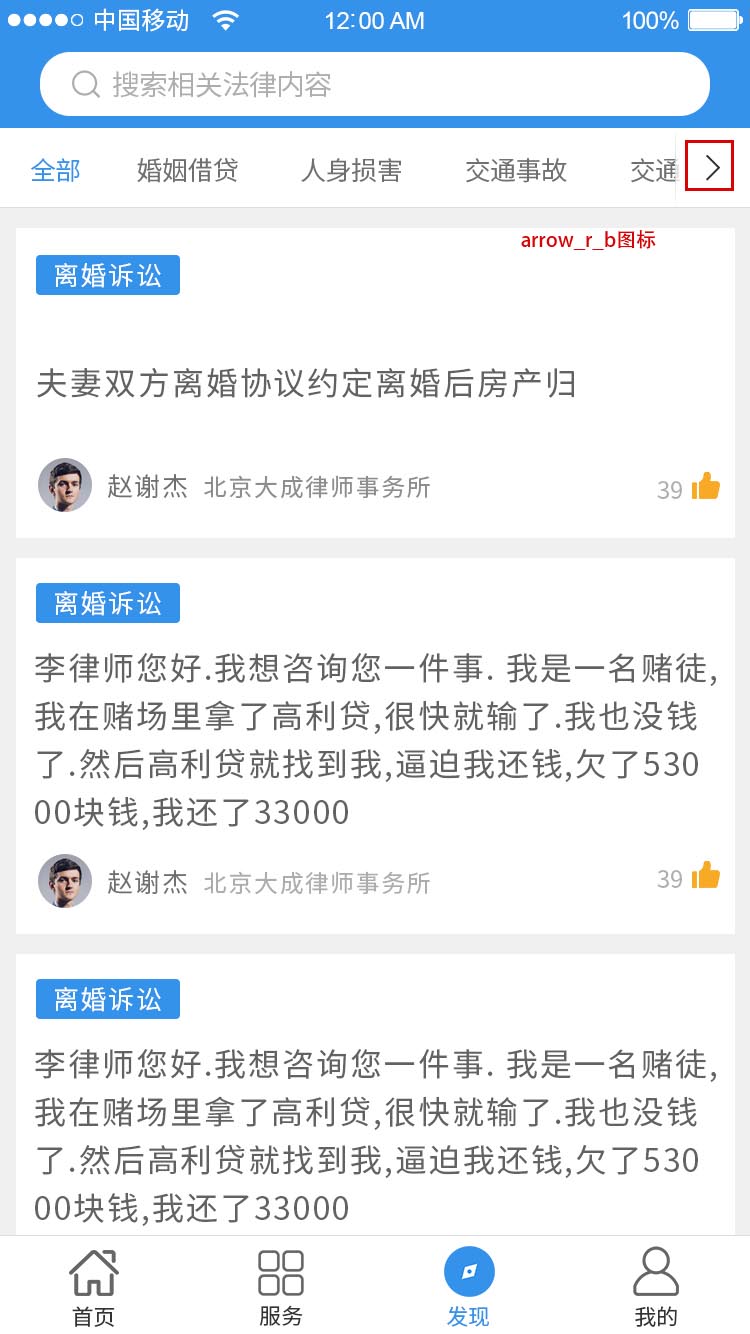 中国移动 12:00 AM 100%
搜索相关法律内容
全部 婚姻借贷 人身损害 交通事故 交通
arrow_r_b图标
离婚诉讼
夫妻双方离婚协议约定离婚后房产归
赵谢杰 北京大成律师事务所 39
离婚诉讼
李律师您好.我想咨询您一件事. 我是一名赌徒,
我在赌场里拿了高利贷,很快就输了.我也没钱
了.然后高利贷就找到我,逼迫我还钱,欠了530
00块钱,我还了33000
赵谢杰 北京大成律师事务所 39
离婚诉讼
李律师您好.我想咨询您一件事. 我是一名赌徒,
我在赌场里拿了高利贷,很快就输了.我也没钱
了.然后高利贷就找到我,逼迫我还钱,欠了530
00块钱,我还了33000
首页 服务 发现 我的